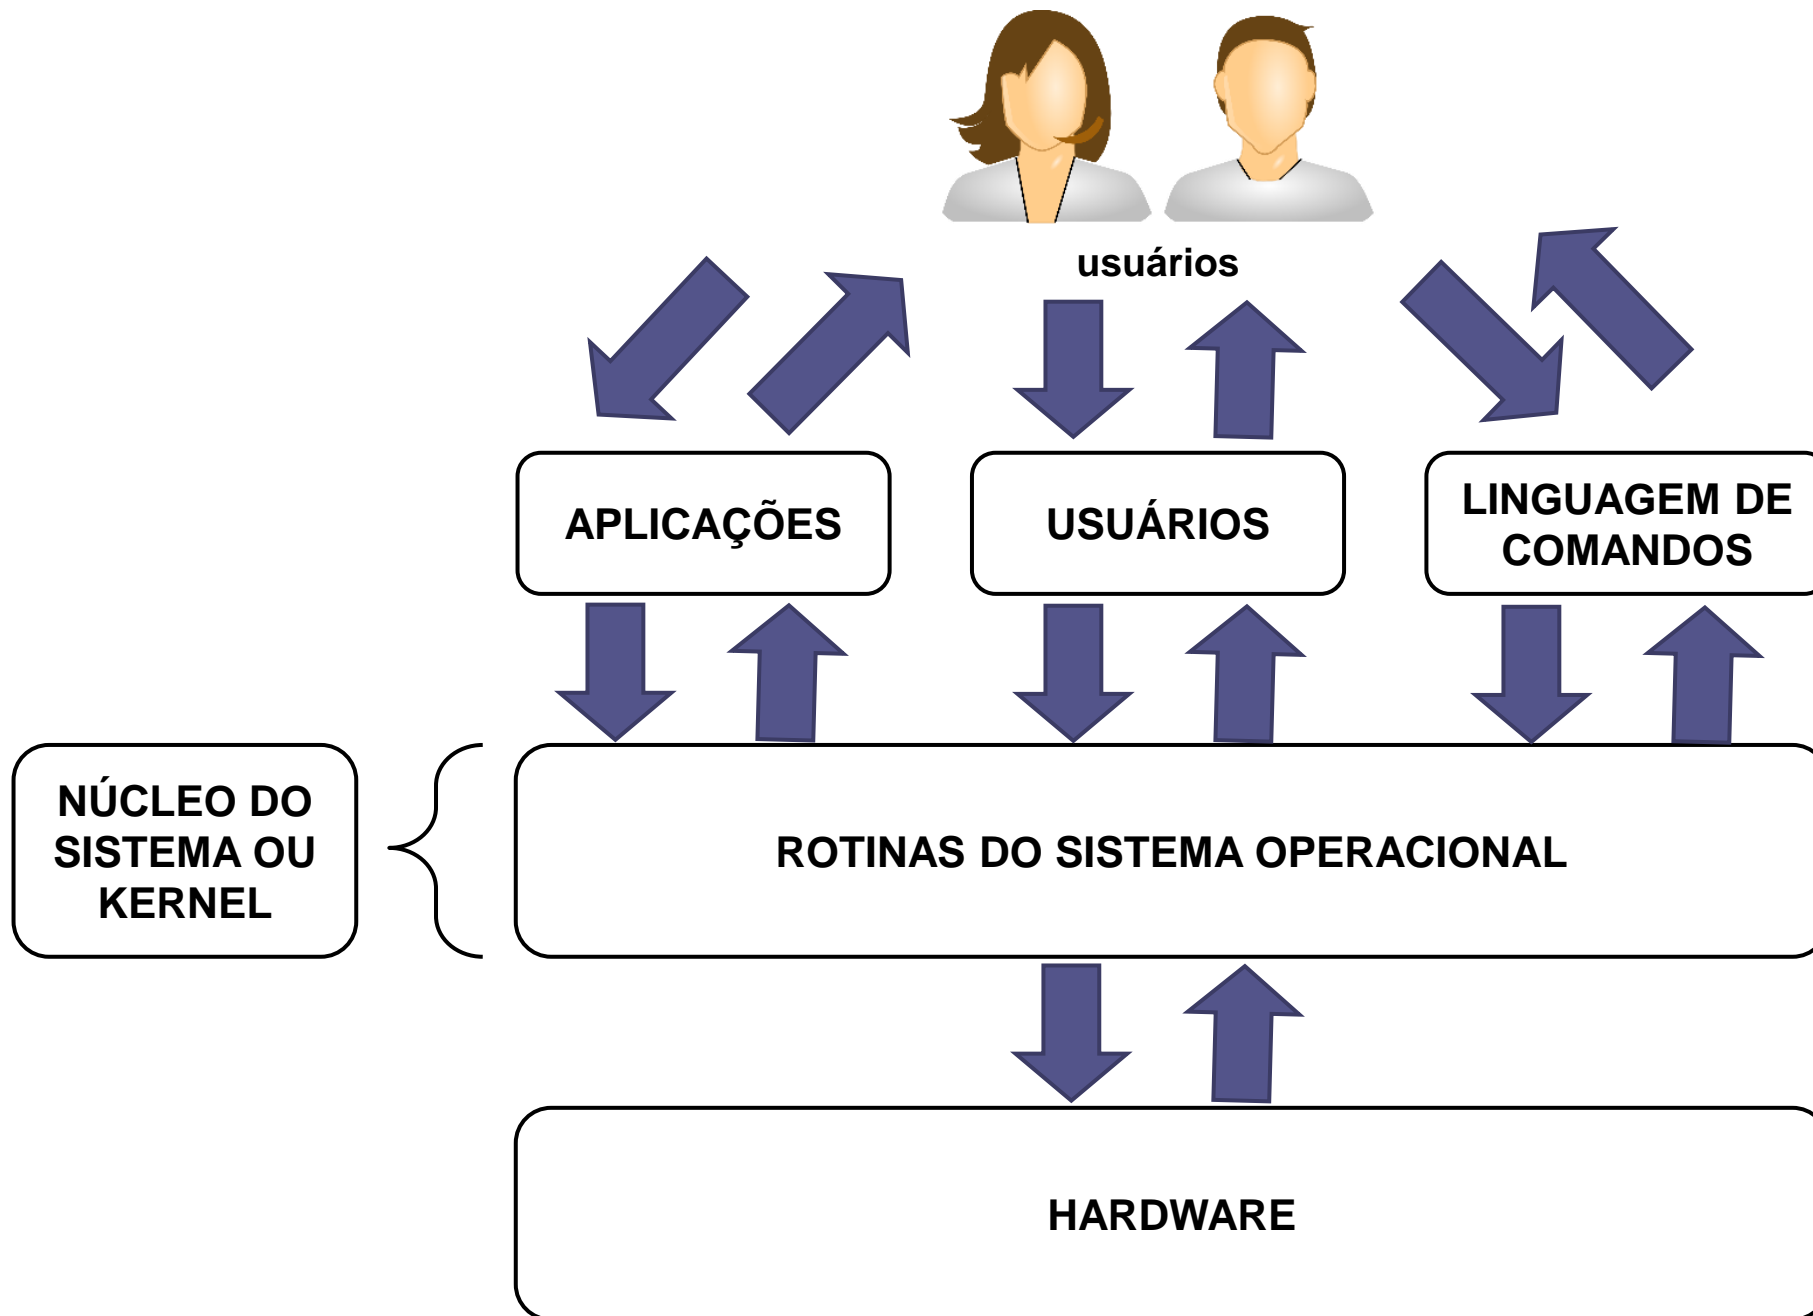 usuários
APLICAÇÕES
USUÁRIOS
LINGUAGEM DE
COMANDOS
NÚCLEO DO
SISTEMA OU
KERNEL
ROTINAS DO SISTEMA OPERACIONAL
HARDWARE